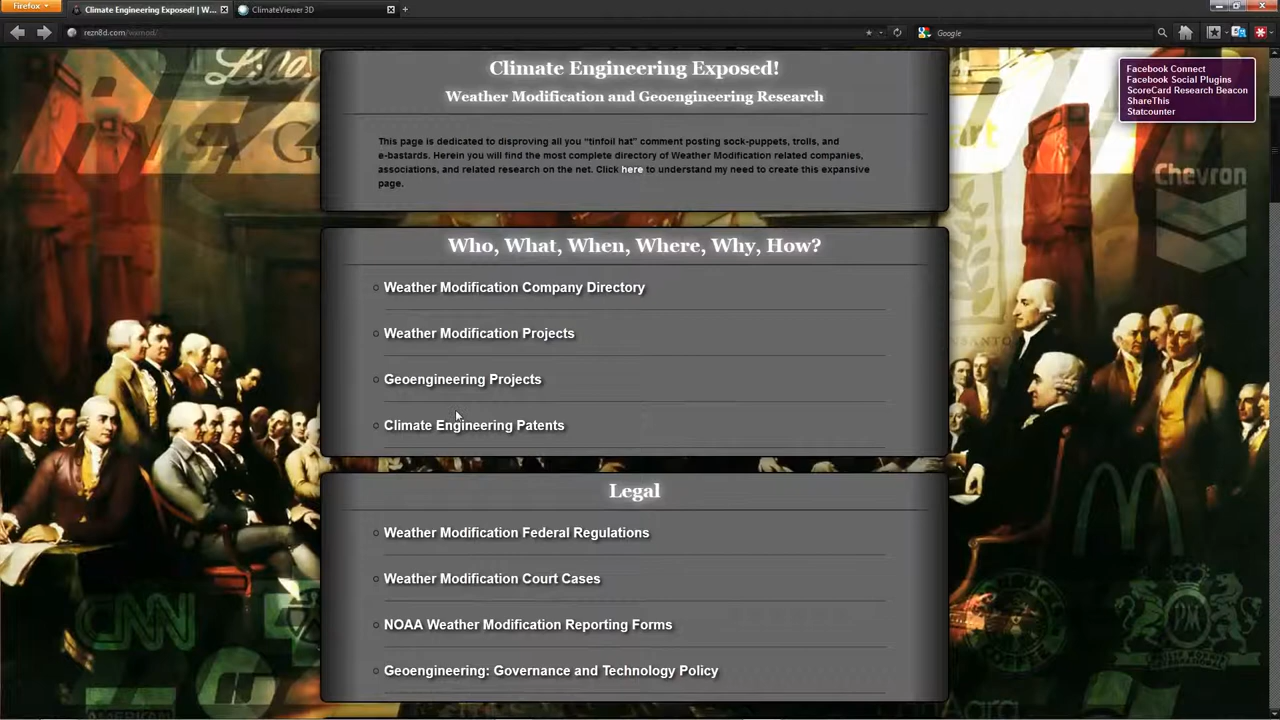 Firefox
Climate Engineering Exposed! | W...
ClimateViewer 3D
rezn8d.com/wxmod/
Google
Climate Engineering Exposed!
Weather Modification and Geoengineering Research
This page is dedicated to disproving all you “tinfoil hat” comment posting sock-puppets, trolls, and
e-bastards. Herein you will find the most complete directory of Weather Modification related companies,
associations, and related research on the net. Click here to understand my need to create this expansive
page.
Facebook Connect
Facebook Social Plugins
ScoreCard Research Beacon
ShareThis
Statcounter
Chevron
Who, What, When, Where, Why, How?
Weather Modification Company Directory
Weather Modification Projects
Geoengineering Projects
Climate Engineering Patents
Legal
Weather Modification Federal Regulations
Weather Modification Court Cases
NOAA Weather Modification Reporting Forms
Geoengineering: Governance and Technology Policy
CNN